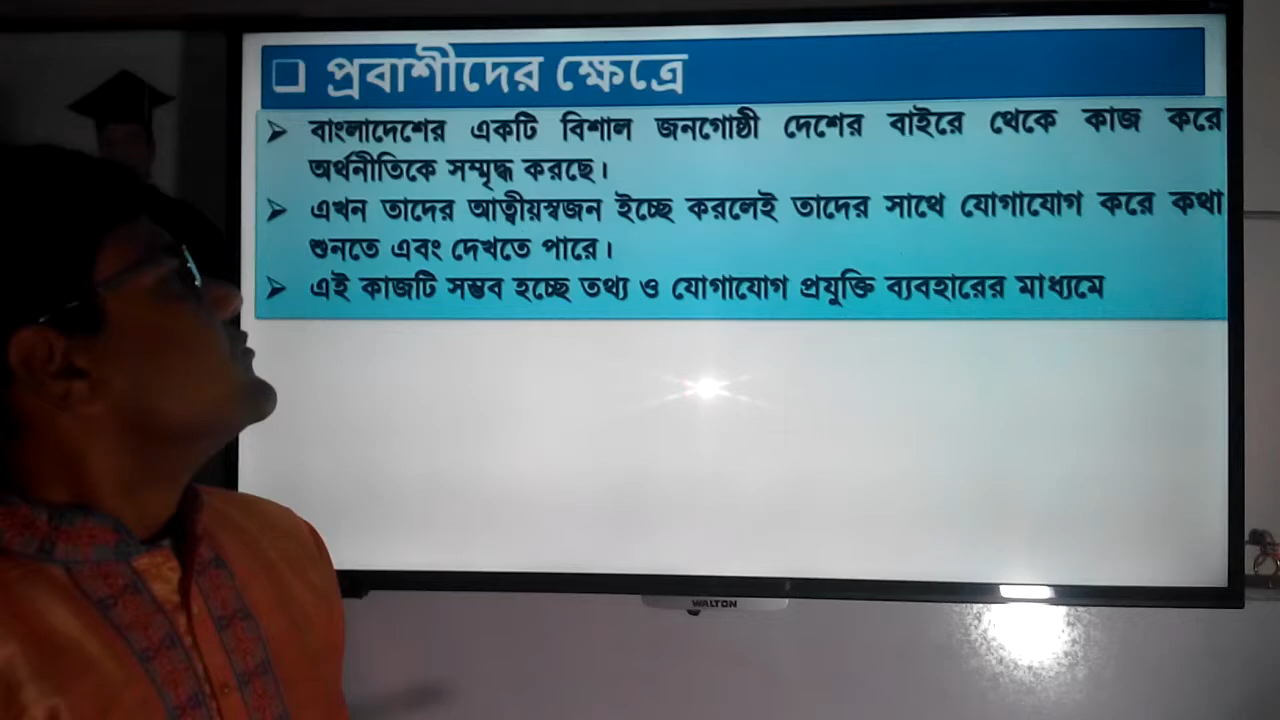 ❑ প্রবাশীদের ক্ষেত্রে
➢ বাংলাদেশের একটি বিশাল জনগোষ্ঠী দেশের বাইরে থেকে কাজ করে
অর্থনীতিকে সম্মৃদ্ধ করছে।
➢ এখন তাদের আত্বীয়স্বজন ইচ্ছে করলেই তাদের সাথে যোগাযোগ করে কথা
শুনতে এবং দেখতে পারে।
➢ এই কাজটি সম্ভব হচ্ছে তথ্য ও যোগাযোগ প্রযুক্তি ব্যবহারের মাধ্যমে
WALTON